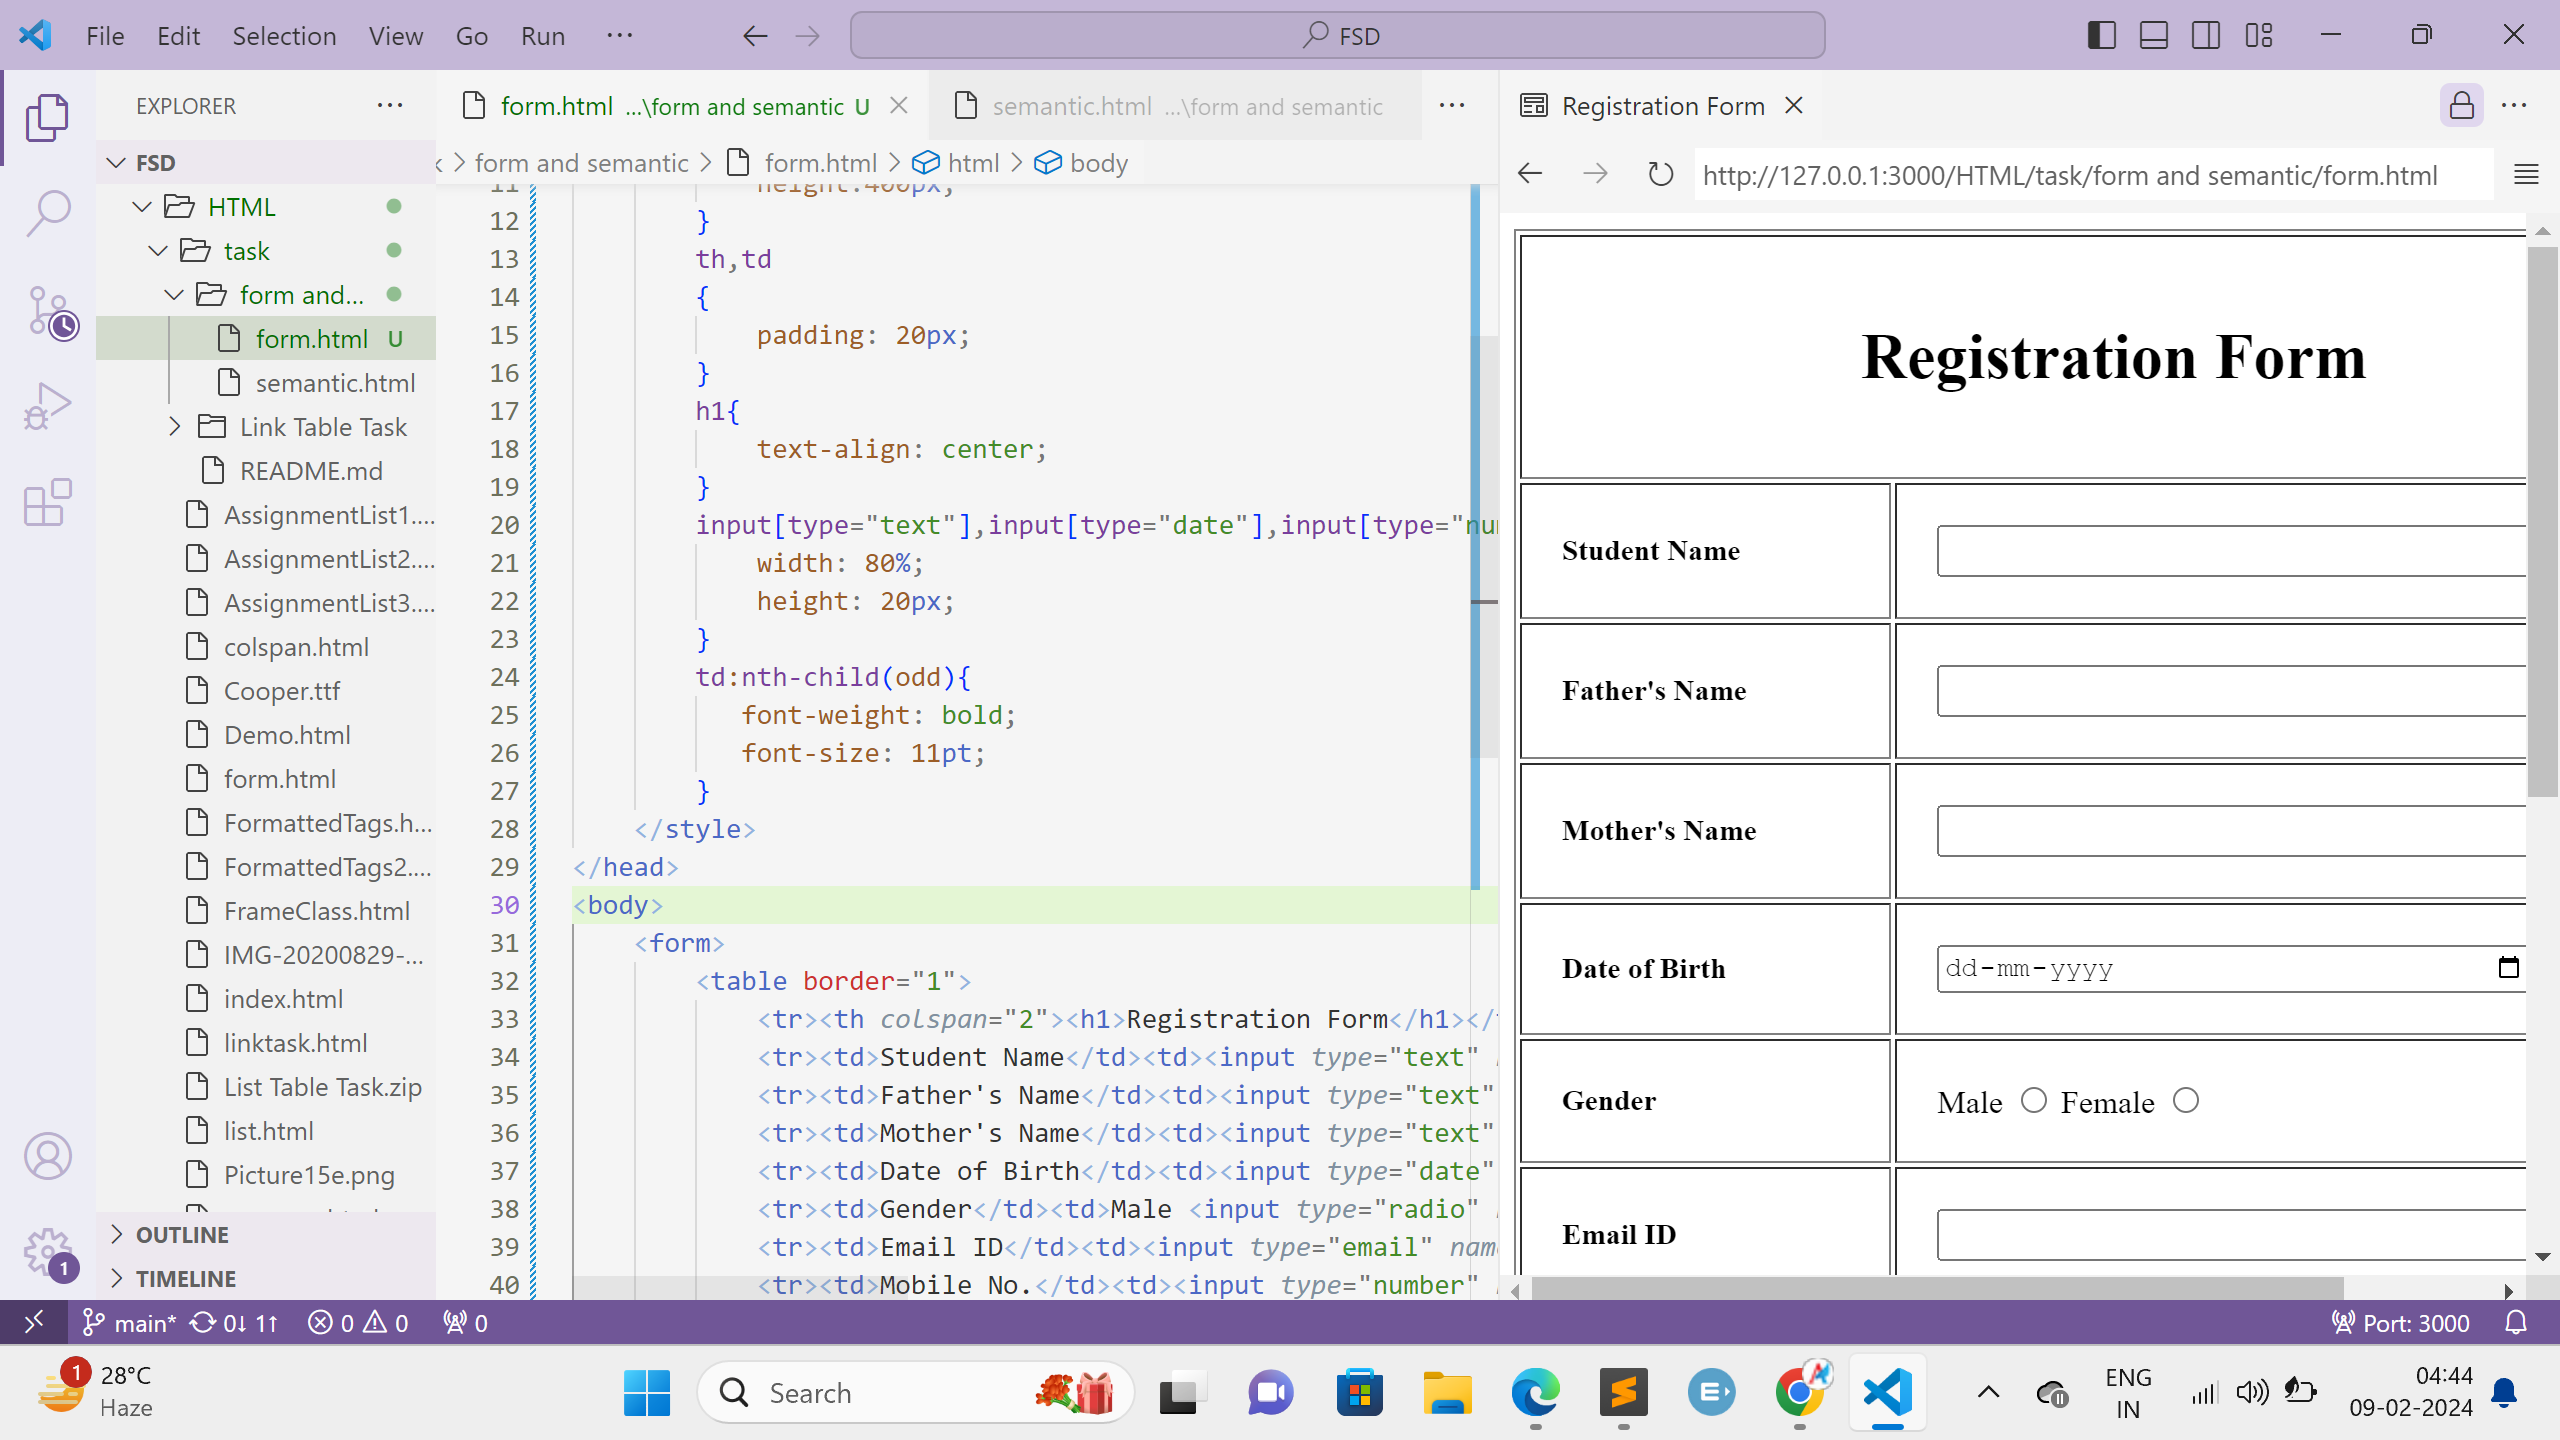 File Edit Selection View Go Run ··· FSD
EXPLORER ···
FSD
HTML
task
form and...
form.html U
semantic.html
Link Table Task
README.md
AssignmentList1....
AssignmentList2....
AssignmentList3....
colspan.html
Cooper.ttf
Demo.html
form.html
FormattedTags.h...
FormattedTags2....
FrameClass.html
IMG-20200829-...
index.html
linktask.html
List Table Task.zip
list.html
Picture15e.png
OUTLINE
TIMELINE
form.html ...\form and semantic U semantic.html ...\form and semantic ···
> form and semantic > form.html > html > body
11 height:400px;
12 }
13 th,td
14 {
15 padding: 20px;
16 }
17 h1{
18 text-align: center;
19 }
20 input[type="text"],input[type="date"],input[type="nu
21 width: 80%;
22 height: 20px;
23 }
24 td:nth-child(odd){
25 font-weight: bold;
26 font-size: 11pt;
27 }
28 </style>
29 </head>
30 <body>
31 <form>
32 <table border="1">
33 <tr><th colspan="2"><h1>Registration Form</h1></
34 <tr><td>Student Name</td><td><input type="text"
35 <tr><td>Father's Name</td><td><input type="text"
36 <tr><td>Mother's Name</td><td><input type="text"
37 <tr><td>Date of Birth</td><td><input type="date"
38 <tr><td>Gender</td><td>Male <input type="radio"
39 <tr><td>Email ID</td><td><input type="email" nam
40 <tr><td>Mobile No.</td><td><input type="number"
Registration Form ···
http://127.0.0.1:3000/HTML/task/form and semantic/form.html
Registration Form
Student Name
Father's Name
Mother's Name
Date of Birth dd-mm-yyyy
Gender Male Female
Email ID
1
main* 0↓ 1↑ 0 0 0 Port: 3000
1 28°C
Haze
Search
ENG
IN
04:44
09-02-2024